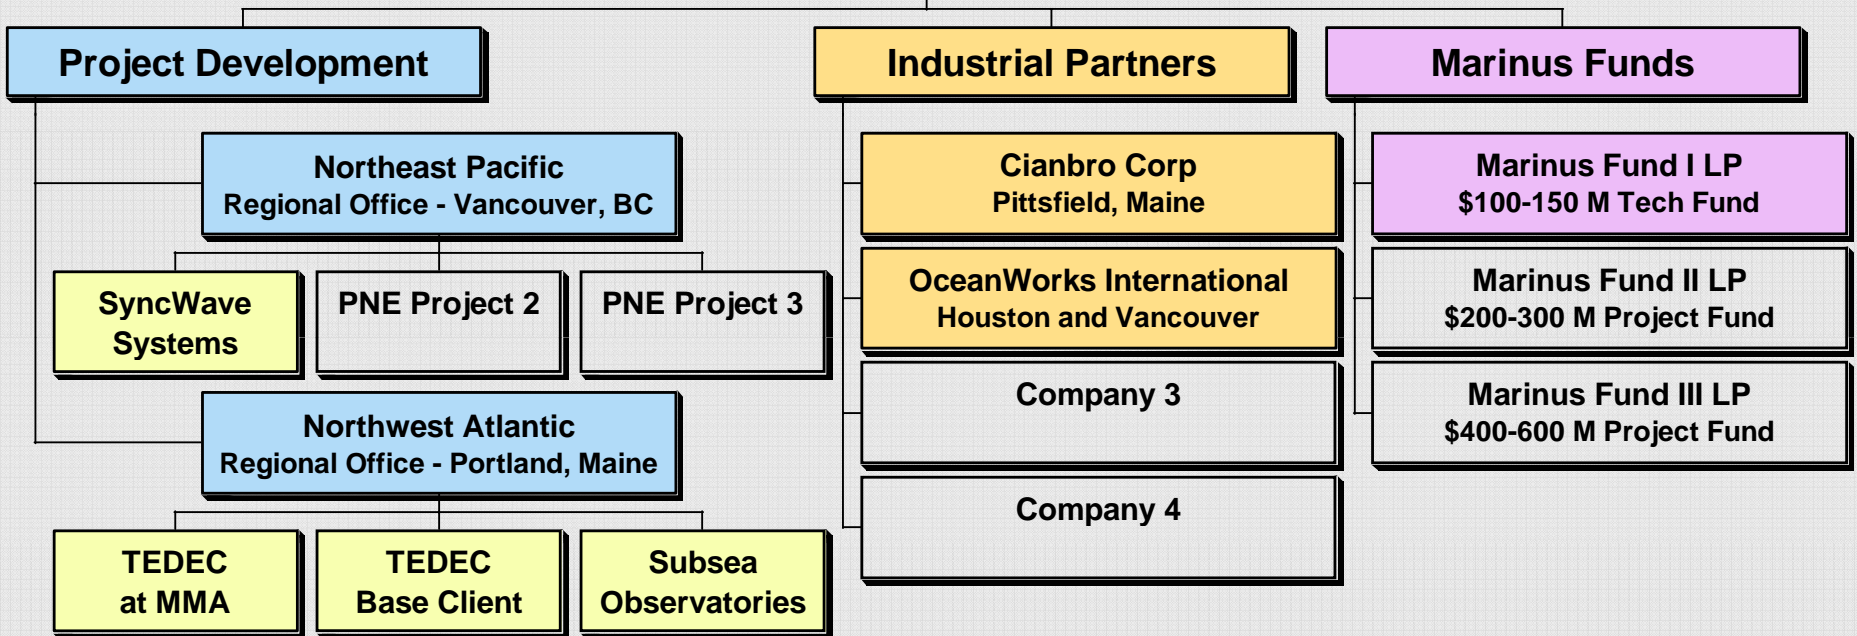 Project Development
Industrial Partners
Marinus Funds
Northeast Pacific
Regional Office - Vancouver, BC
SyncWave
Systems
PNE Project 2
PNE Project 3
Northwest Atlantic
Regional Office - Portland, Maine
TEDEC
at MMA
TEDEC
Base Client
Subsea
Observatories
Cianbro Corp
Pittsfield, Maine
OceanWorks International
Houston and Vancouver
Company 3
Company 4
Marinus Fund I LP
$100-150 M Tech Fund
Marinus Fund II LP
$200-300 M Project Fund
Marinus Fund III LP
$400-600 M Project Fund